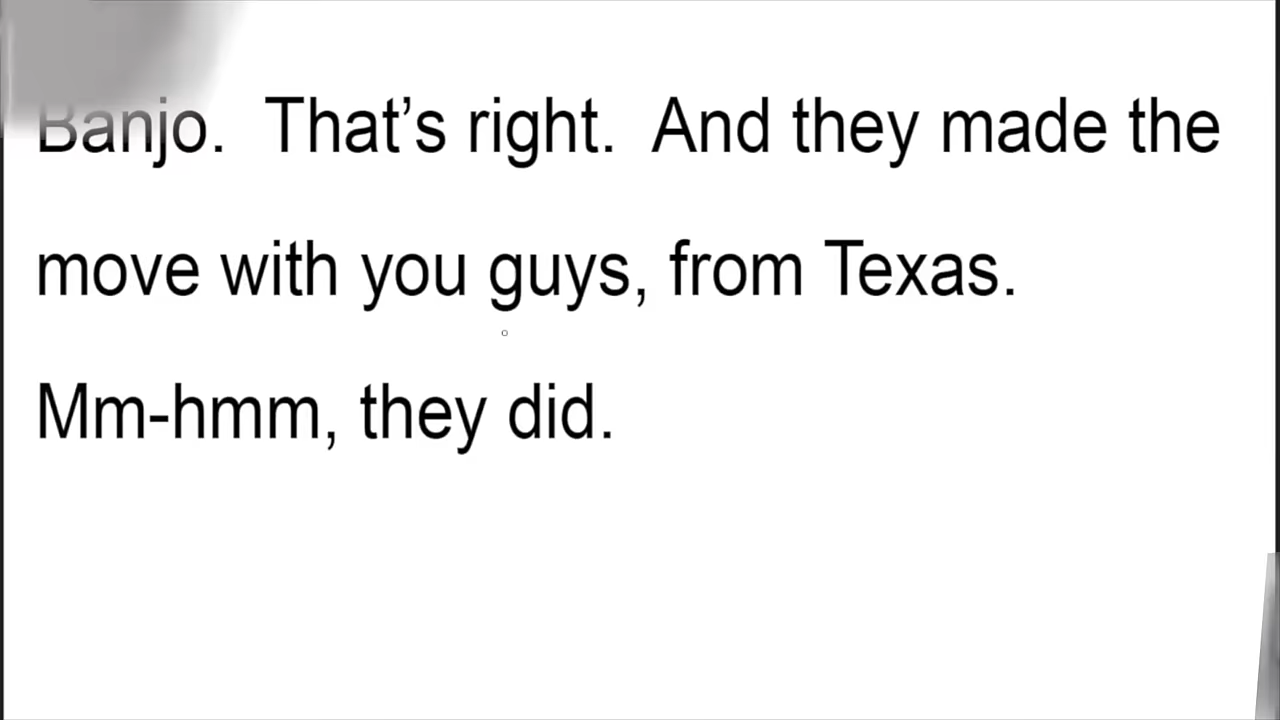 Banjo.  That’s right.  And they made the
move with you guys, from Texas.
Mm-hmm, they did.